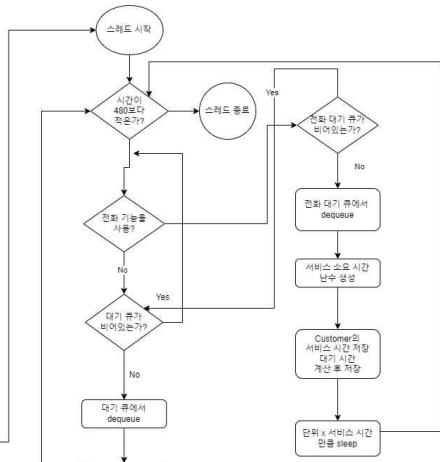 스레드 시작
시간이
480보다
적은가?
스레드 종료
Yes
전화 대기 큐가
비어있는가?
No
전화 기능을
사용?
전화 대기 큐에서
dequeue
No
서비스 소요 시간
난수 생성
Yes
대기 큐가
비어있는가?
Customer의
서비스 시간 저장
대기 시간
계산 후 저장
No
대기 큐에서
dequeue
단위 x 서비스 시간
만큼 sleep